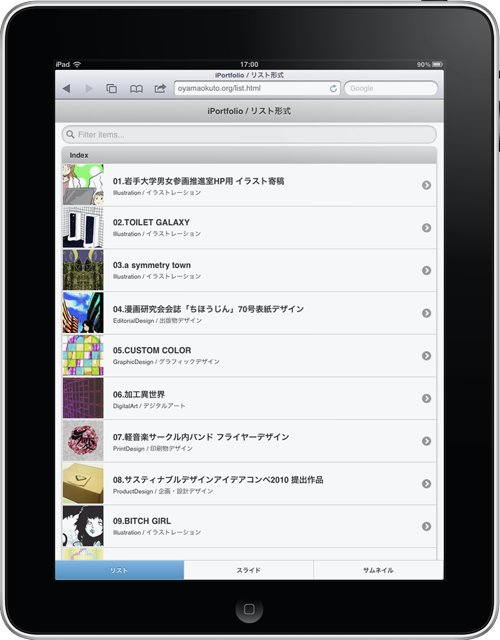 iPad 17:00 90%
iPortfolio / リスト形式
oyamaokuto.org/list.html Google
iPortfolio / リスト形式
Filter items...
Index
01.岩手大学男女参画推進室HP用 イラスト寄稿
Illustration / イラストレーション
02.TOILET GALAXY
Illustration / イラストレーション
03.a symmetry town
Illustration / イラストレーション
04.漫画研究会会誌「ちほうじん」70号表紙デザイン
EditorialDesign / 出版物デザイン
05.CUSTOM COLOR
GraphicDesign / グラフィックデザイン
06.加工異世界
DigitalArt / デジタルアート
07.軽音楽サークル内バンド フライヤーデザイン
PrintDesign / 印刷物デザイン
08.サスティナブルデザインアイデアコンペ2010 提出作品
ProductDesign / 企画・設計デザイン
09.BITCH GIRL
Illustration / イラストレーション
リスト スライド サムネイル